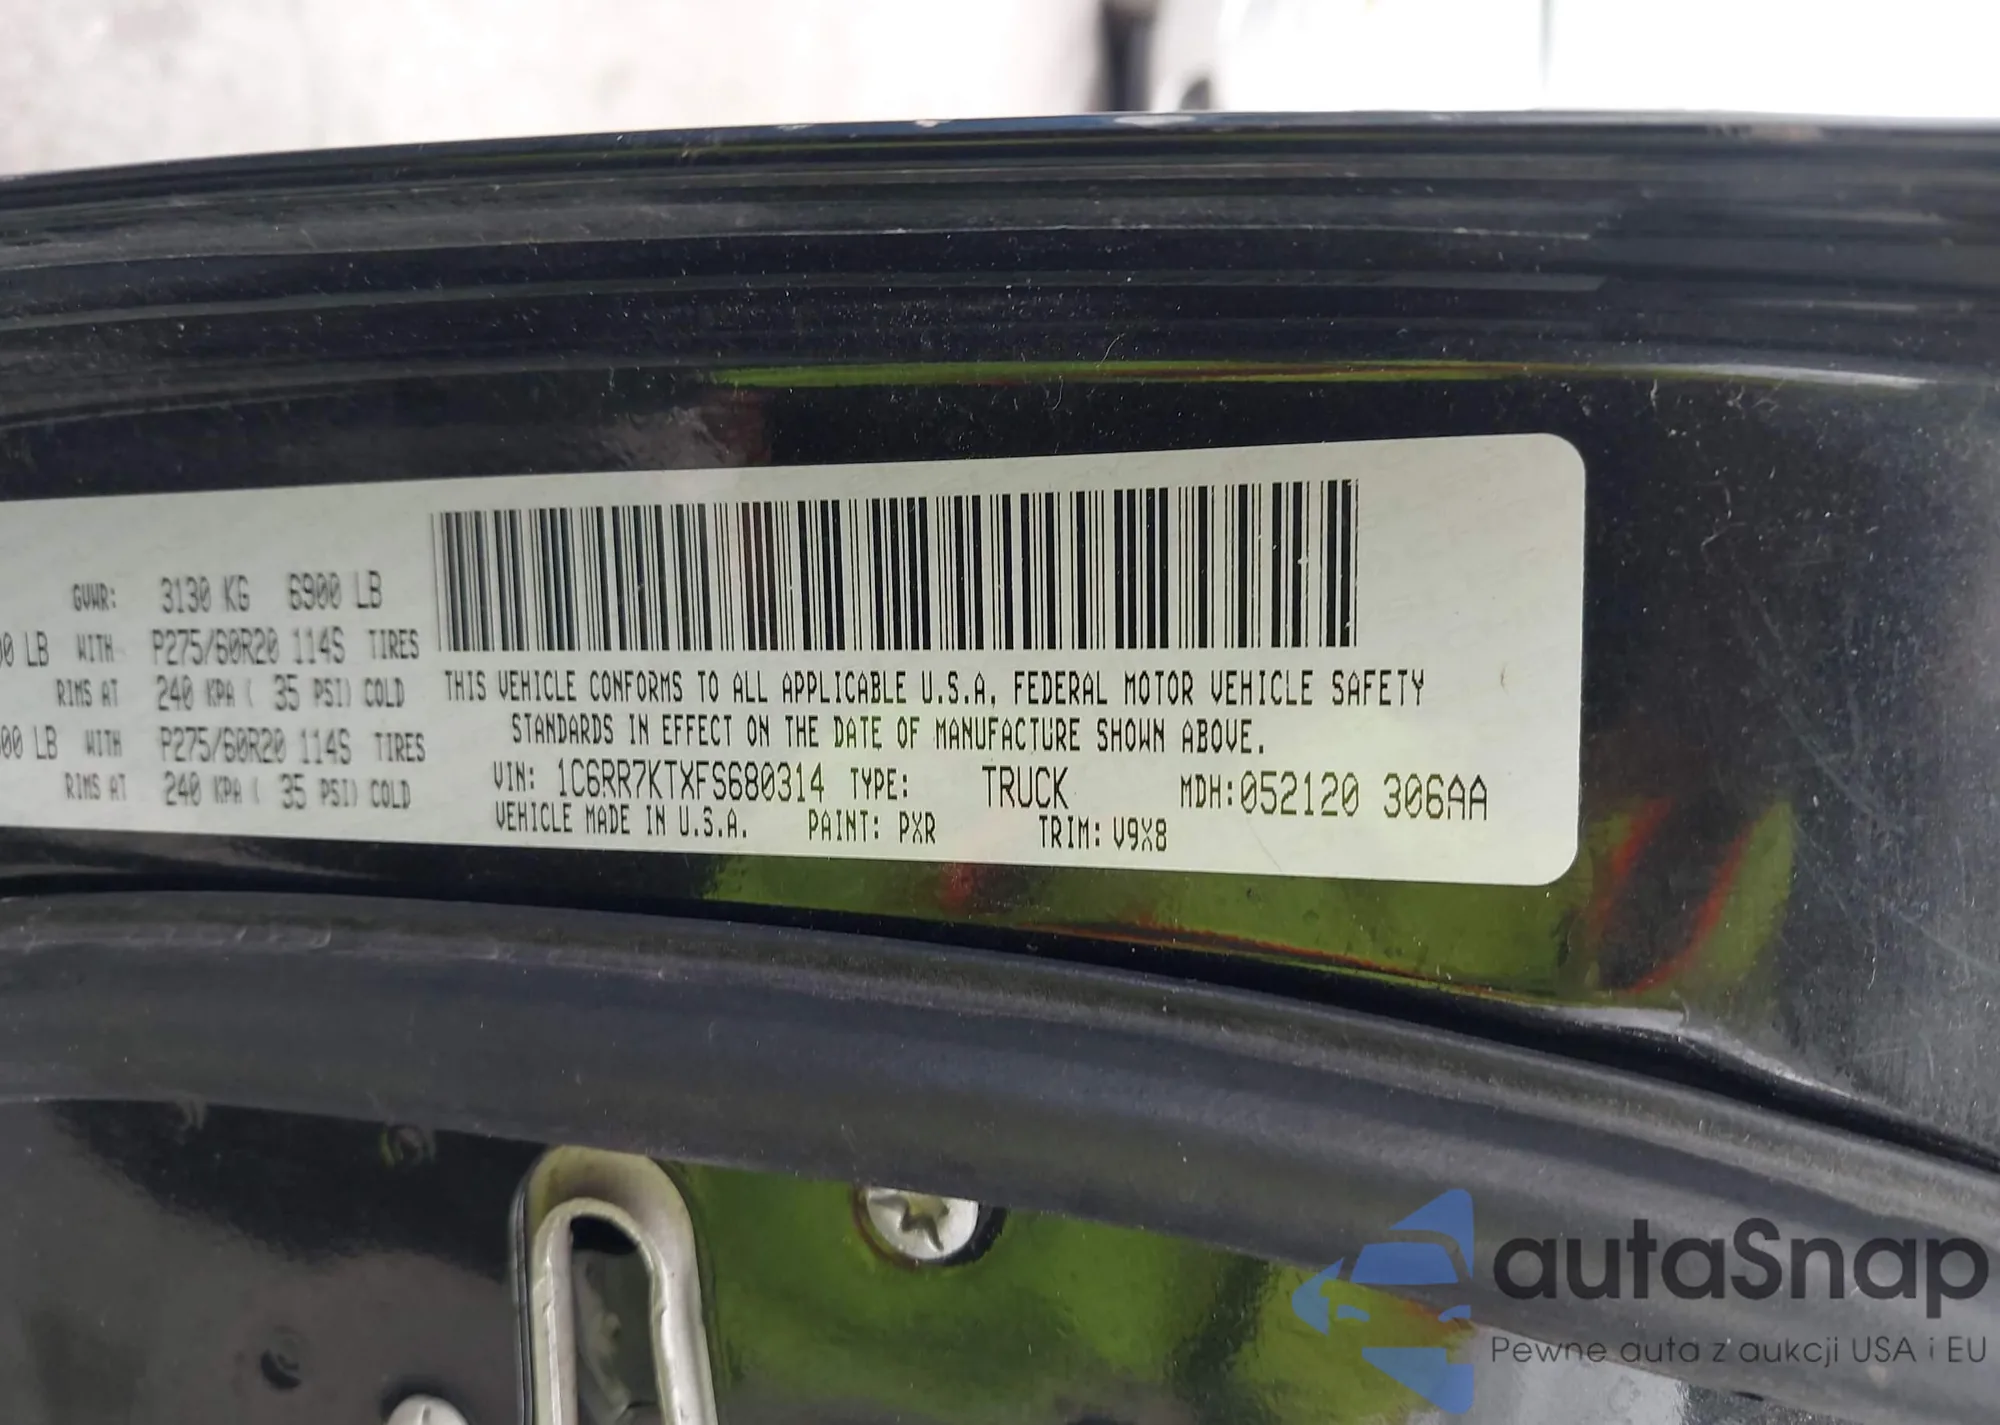 GVWR: 3130 KG 6900 LB
00 LB WITH P275/60R20 114S TIRES
RIMS AT 240 KPA ( 35 PSI) COLD
00 LB WITH P275/60R20 114S TIRES
RIMS AT 240 KPA ( 35 PSI) COLD
THIS VEHICLE CONFORMS TO ALL APPLICABLE U.S.A. FEDERAL MOTOR VEHICLE SAFETY
STANDARDS IN EFFECT ON THE DATE OF MANUFACTURE SHOWN ABOVE.
VIN: 1C6RR7KTXFS680314 TYPE: TRUCK MDH:052120 306AA
VEHICLE MADE IN U.S.A. PAINT: PXR TRIM: V9X8
autaSnap
Pewne auta z aukcji USA i EU